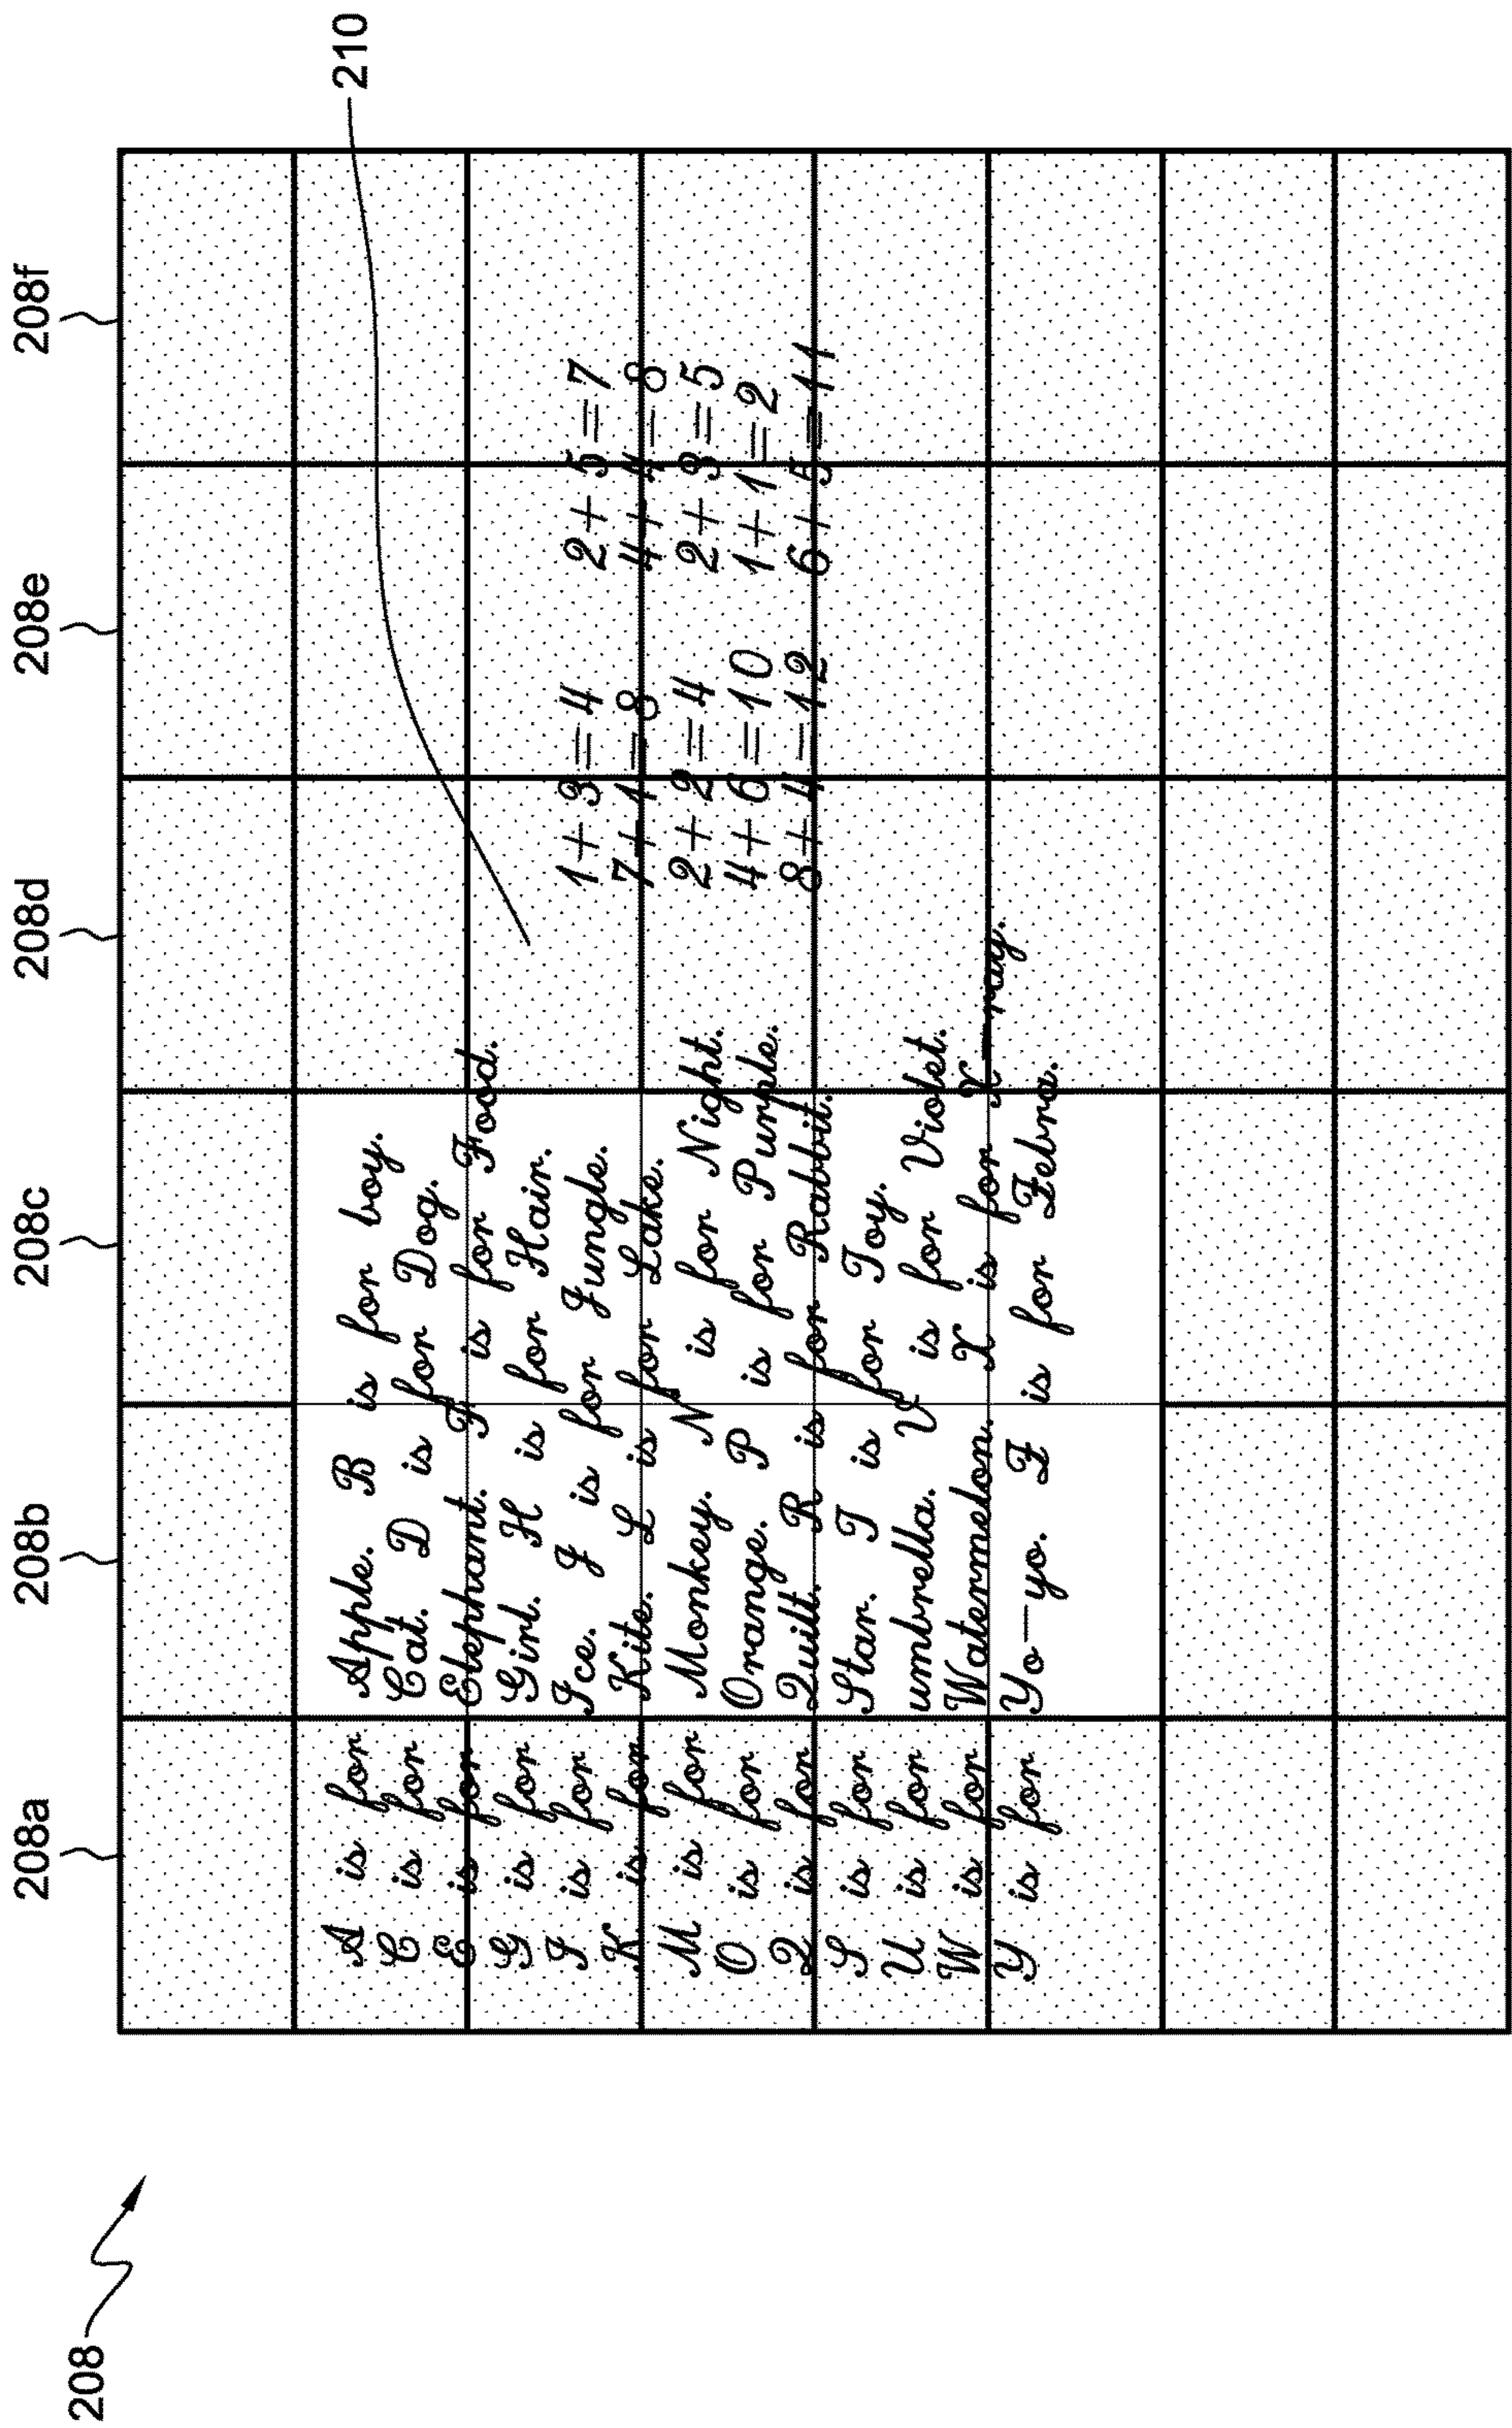 208a 208b 208c 208d 208e 208f
208
210
A is for Apple. B is for boy.
C is for Cat. D is for Dog.
E is for Elephant. F is for Food.
G is for Girl. H is for Hair.
I is for Ice. J is for Jungle.
K is for Kite. L is for Lake.
M is for Monkey. N is for Night.
O is for Orange. P is for Purple.
Q is for Quilt. R is for Rabbit.
S is for Star. T is for Toy.
U is for umbrella. V is for Violet.
W is for Watermelon. X is for X-ray.
Y is for Yo-yo. Z is for Zebra.
1+3=4 2+5=7
7+1=8 4+4=8
2+2=4 2+3=5
4+6=10 1+1=2
8+4=12 6+5=11